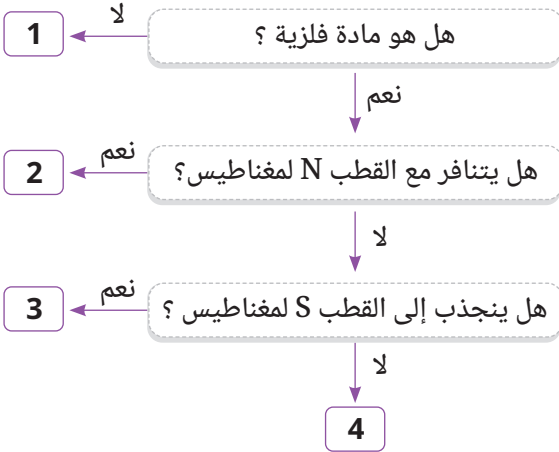 هل هو مادة فلزية ؟
لا
1
نعم
هل يتنافر مع القطب N لمغناطيس؟
نعم
2
لا
هل ينجذب إلى القطب S لمغناطيس ؟
نعم
3
لا
4